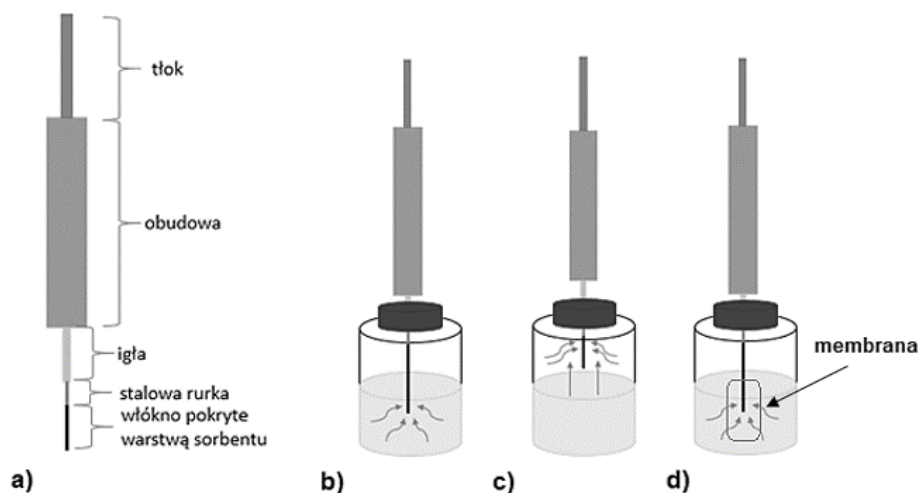 tłok
obudowa
igła
stalowa rurka
włókno pokryte
warstwą sorbentu
membrana
a)
b)
c)
d)